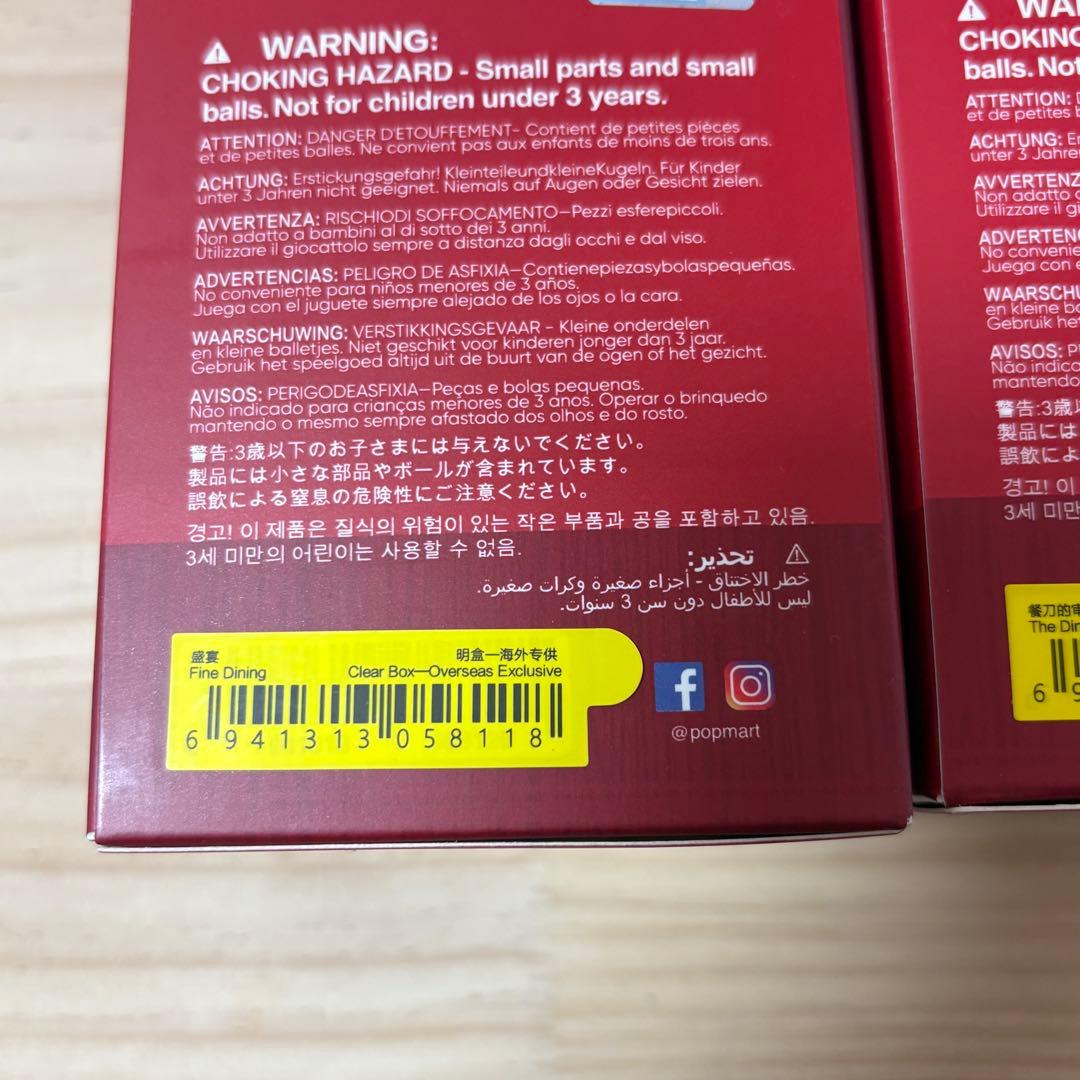 ⚠ WARNING:
CHOKING HAZARD - Small parts and small
balls. Not for children under 3 years.
ATTENTION: DANGER D'ETOUFFEMENT- Contient de petites pièces
et de petites balles. Ne convient pas aux enfants de moins de trois ans.
ACHTUNG: Erstickungsgefahr! KleinteileundkleineKugeln. Für Kinder
unter 3 Jahren nicht geeignet. Niemals auf Augen oder Gesicht zielen.
AVVERTENZA: RISCHIODI SOFFOCAMENTO—Pezzi esferepiccoli.
Non adatto a bambini al di sotto dei 3 anni.
Utilizzare il giocattolo sempre a distanza dagli occhi e dal viso.
ADVERTENCIAS: PELIGRO DE ASFIXIA—Contienepiezasybolaspequeñas.
No conveniente para niños menores de 3 años.
Juega con el juguete siempre alejado de los ojos o la cara.
WAARSCHUWING: VERSTIKKINGSGEVAAR - Kleine onderdelen
en kleine balletjes. Niet geschikt voor kinderen jonger dan 3 jaar.
Gebruik het speelgoed altijd uit de buurt van de ogen of het gezicht.
AVISOS: PERIGODEASFIXIA—Peças e bolas pequenas.
Não indicado para crianças menores de 3 anos. Operar o brinquedo
mantendo o mesmo sempre afastado dos olhos e do rosto.
警告:3歳以下のお子さまには与えないでください。
製品には小さな部品やボールが含まれています。
誤飲による窒息の危険性にご注意ください。
경고! 이 제품은 질식의 위험이 있는 작은 부품과 공을 포함하고 있음.
3세 미만의 어린이는 사용할 수 없음.
⚠ تحذير:
خطر الاختناق - أجزاء صغيرة وكرات صغيرة.
ليس للأطفال دون سن 3 سنوات.
盛宴 明盒—海外专供
Fine Dining Clear Box—Overseas Exclusive
6 941313 058118
@popmart
⚠
CHOKING
balls. Not
ATTENTION:
et de petites
ACHTUNG:
unter 3 Jahren
Non adatto
Utilizzare il
No
Juega con el
en kleine
Gebruik het
AVISOS:
Não
mantendo
警告:3歳
製品には
誤飲によ
경고! 이
3세
餐刀的
The
6